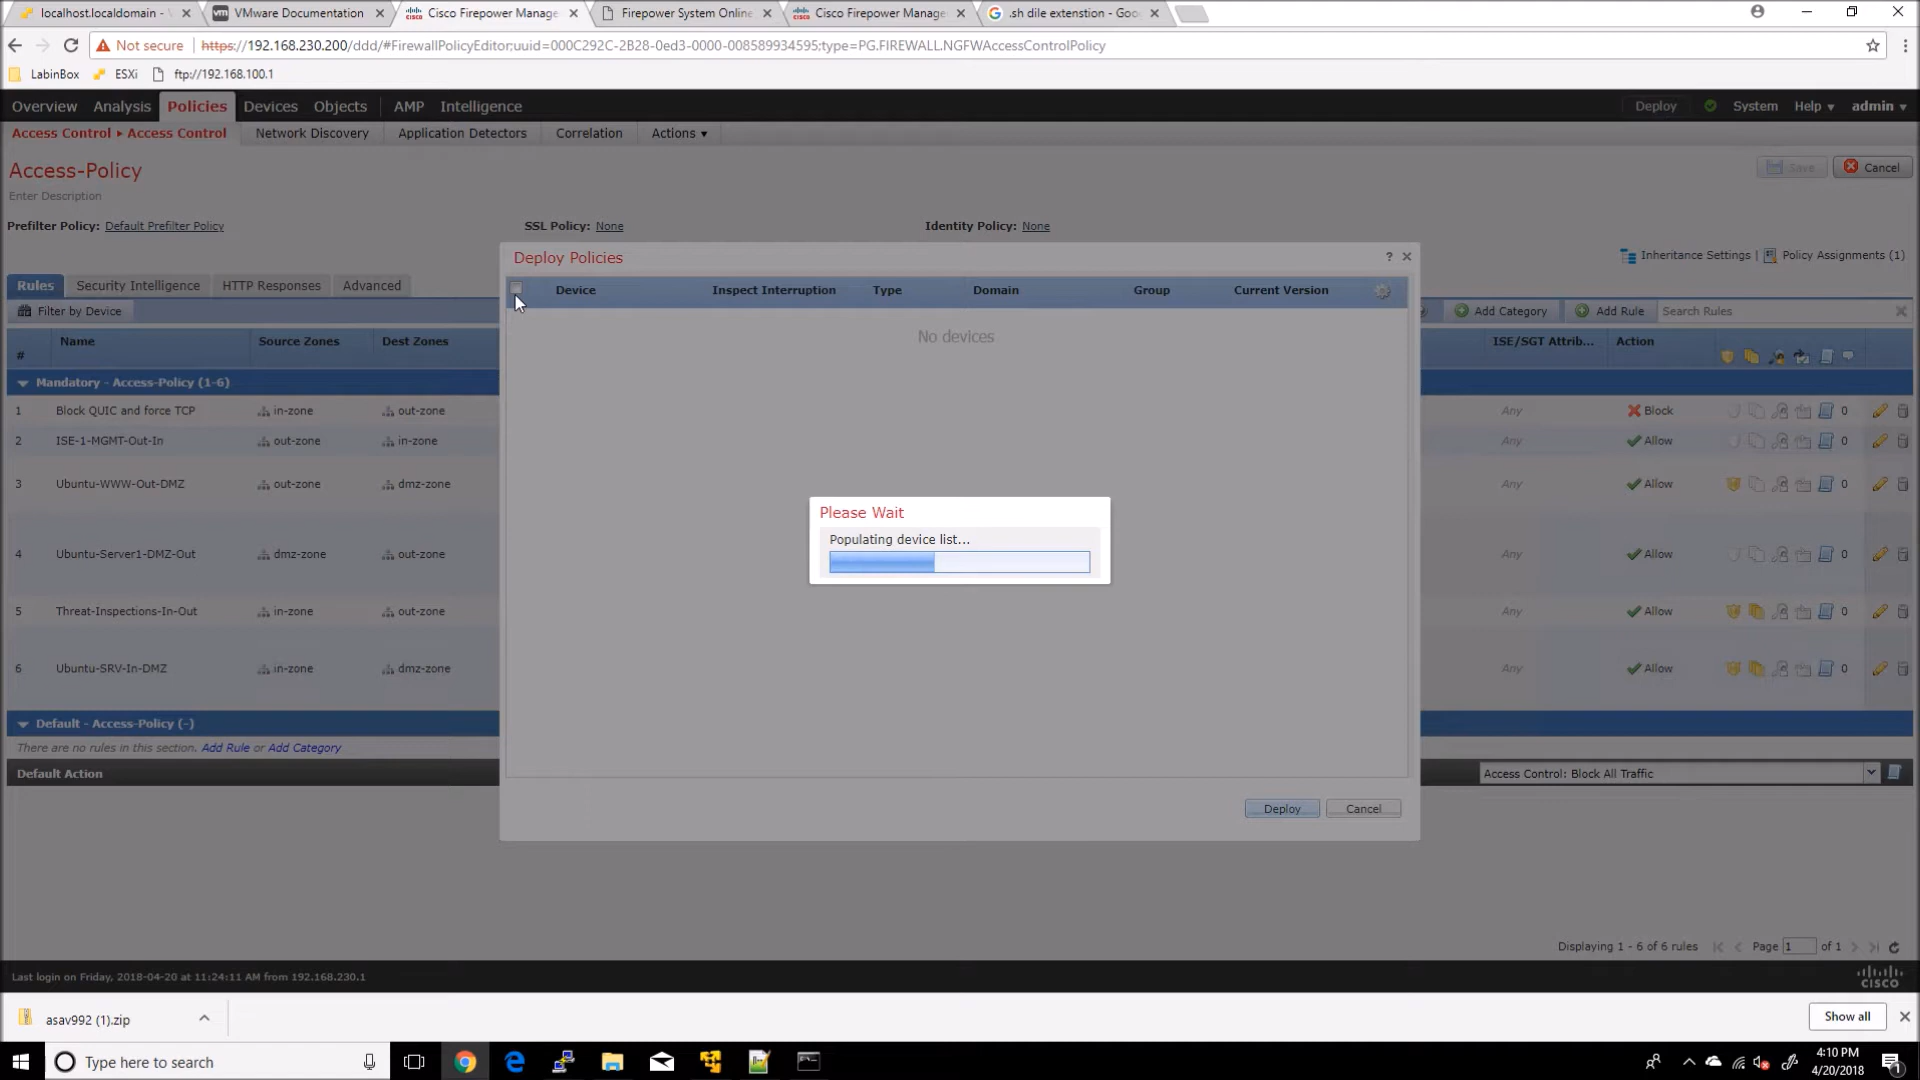 localhost.localdomain - V
VMware Documentation
Cisco Firepower Manage
Firepower System Online
Cisco Firepower Manage
.sh dile extenstion - Goo
Not secure
https://192.168.230.200/ddd/#FirewallPolicyEditor;uuid=000C292C-2B28-0ed3-0000-008589934595;type=PG.FIREWALL.NGFWAccessControlPolicy
LabinBox ESXi ftp://192.168.100.1
Overview Analysis Policies Devices Objects AMP Intelligence Deploy System Help admin
Access Control Access Control Network Discovery Application Detectors Correlation Actions
Access-Policy Save Cancel
Enter Description
Prefilter Policy: Default Prefilter Policy SSL Policy: None Identity Policy: None
Inheritance Settings | Policy Assignments (1)
Deploy Policies ?
Rules Security Intelligence HTTP Responses Advanced
Device Inspect Interruption Type Domain Group Current Version
Filter by Device Add Category Add Rule Search Rules
No devices
# Name Source Zones Dest Zones ISE/SGT Attrib... Action
Mandatory - Access-Policy (1-6)
1 Block QUIC and force TCP in-zone out-zone Any Block 0
2 ISE-1-MGMT-Out-In out-zone in-zone Any Allow 0
3 Ubuntu-WWW-Out-DMZ out-zone dmz-zone Any Allow 0
Please Wait
Populating device list...
4 Ubuntu-Server1-DMZ-Out dmz-zone out-zone Any Allow 0
5 Threat-Inspections-In-Out in-zone out-zone Any Allow 0
6 Ubuntu-SRV-In-DMZ in-zone dmz-zone Any Allow 0
Default - Access-Policy (-)
There are no rules in this section. Add Rule or Add Category
Default Action Access Control: Block All Traffic
Deploy Cancel
Displaying 1 - 6 of 6 rules Page 1 of 1
Last login on Friday, 2018-04-20 at 11:24:11 AM from 192.168.230.1
cisco
asav992 (1).zip Show all
Type here to search
4:10 PM
4/20/2018
1